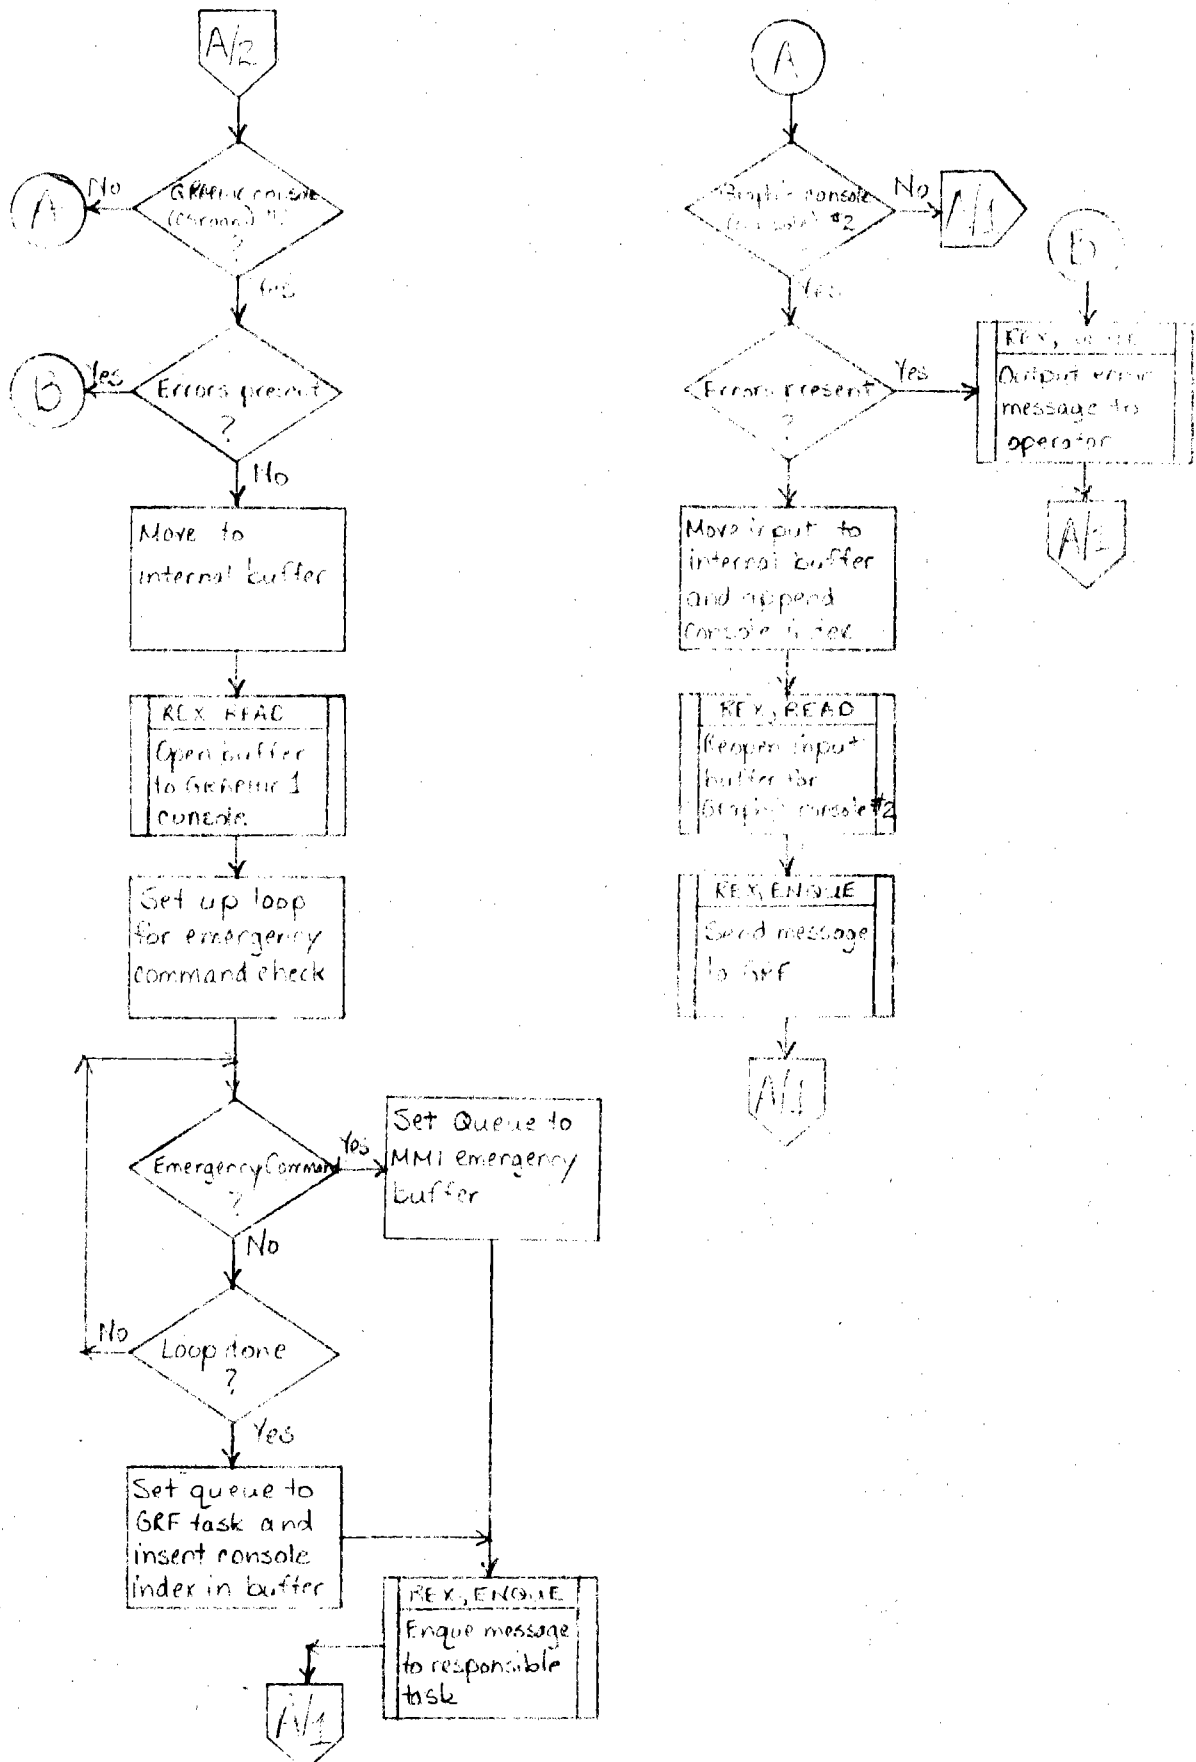 A/2
GRAPHIC console
#1
?
No
A
Yes
Errors present
?
Yes
B
No
Move to
internal buffer
REX READ
Open buffer
to GRAPHIC 1
console
Set up loop
for emergency
command check
Emergency Command
?
Yes
Set Queue to
MMI emergency
buffer
No
Loop done
?
No
Yes
Set queue to
GRF task and
insert console
index in buffer
REX, ENQUE
Enque message
to responsible
task
A/1
A
Graphic console
#2
No
A/1
Yes
Errors present
?
Yes
B
REX,
Output error
message to
operator
A/1
Move input to
internal buffer
and append
console index
REX, READ
Reopen input
buffer for
Graphic console #2
REX, ENQUE
Send message
to GRF
A/1